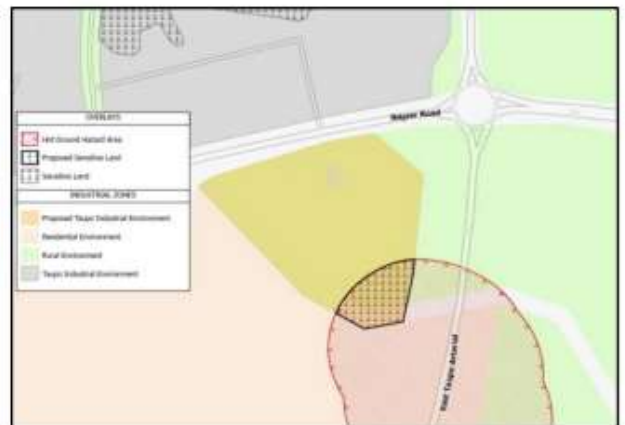 Napier Road
OVERLAYS
Hot Ground Hazard Area
Proposed Sensitive Land
Sensitive Land
INDUSTRIAL ZONES
Proposed Taupo Industrial Environment
Residential Environment
Rural Environment
Taupo Industrial Environment
East Taupo Arterial